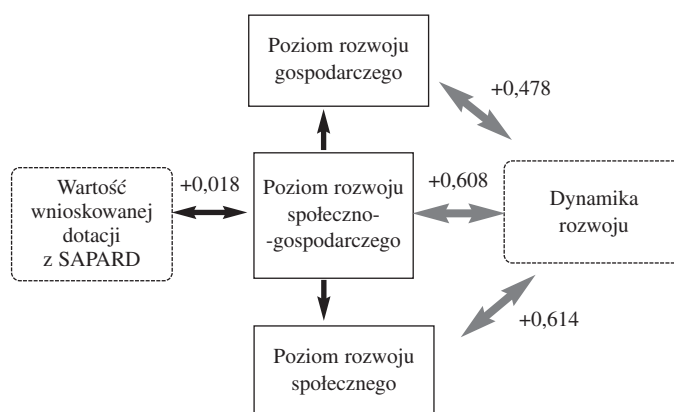 Poziom rozwoju
gospodarczego
+0,478
Wartość
wnioskowanej
dotacji
z SAPARD
+0,018
Poziom rozwoju
społeczno-
-gospodarczego
+0,608
Dynamika
rozwoju
+0,614
Poziom rozwoju
społecznego